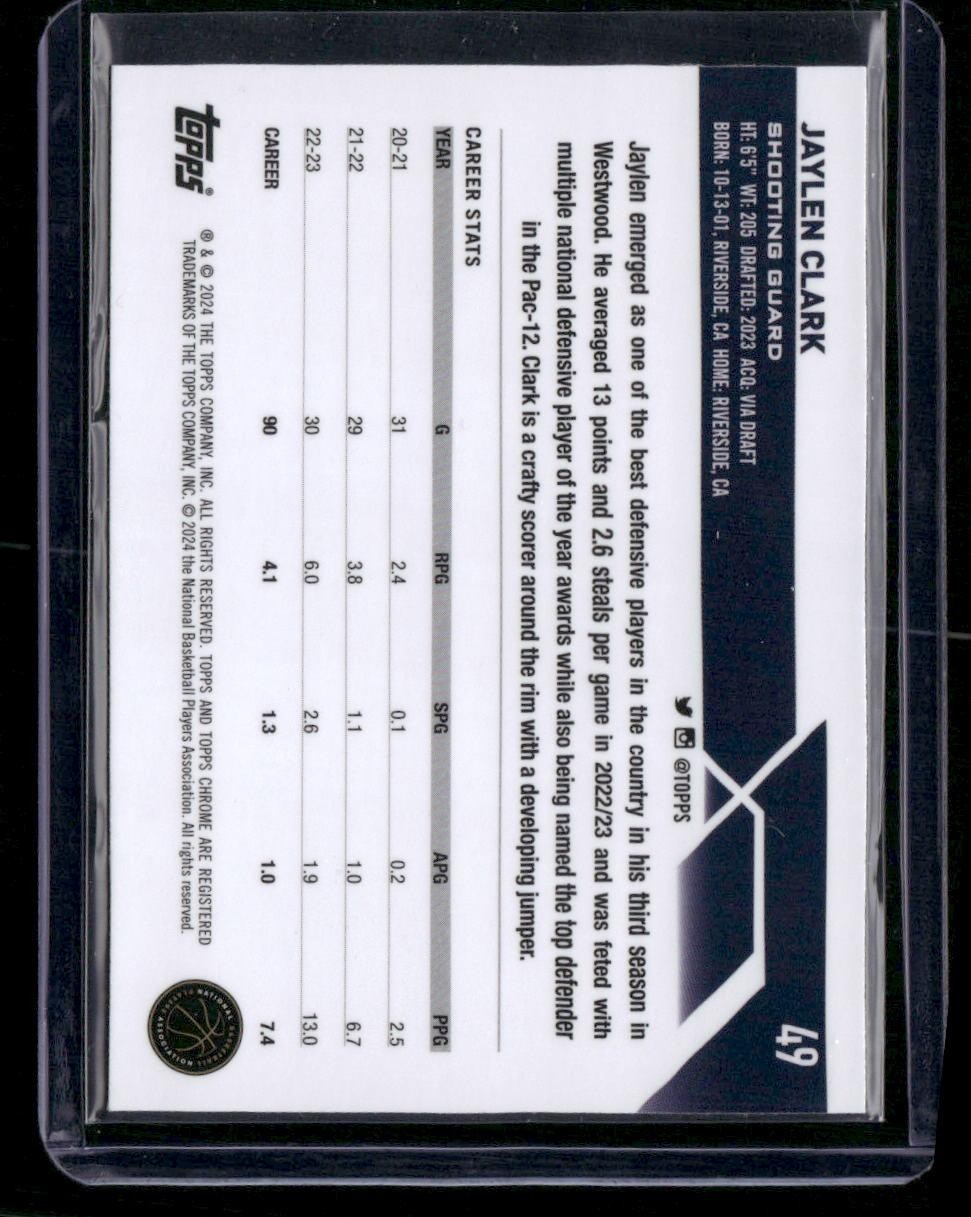 JAYLEN CLARK
49
SHOOTING GUARD
HT: 6'5" WT: 205 DRAFTED: 2023 ACQ: VIA DRAFT
BORN: 10-13-01, RIVERSIDE, CA HOME: RIVERSIDE, CA
@TOPPS
Jaylen emerged as one of the best defensive players in the country in his third season in
Westwood. He averaged 13 points and 2.6 steals per game in 2022/23 and was feted with
multiple national defensive player of the year awards while also being named the top defender
in the Pac-12. Clark is a crafty scorer around the rim with a developing jumper.
CAREER STATS
YEAR G RPG SPG APG PPG
20-21 31 2.4 0.1 0.2 2.5
21-22 29 3.8 1.1 1.0 6.7
22-23 30 6.0 2.6 1.9 13.0
CAREER 90 4.1 1.3 1.0 7.4
topps®
® & © 2024 THE TOPPS COMPANY, INC. ALL RIGHTS RESERVED. TOPPS AND TOPPS CHROME ARE REGISTERED
TRADEMARKS OF THE TOPPS COMPANY, INC. © 2024 the National Basketball Players Association. All rights reserved.
NATIONAL BASKETBALL PLAYERS ASSOCIATION